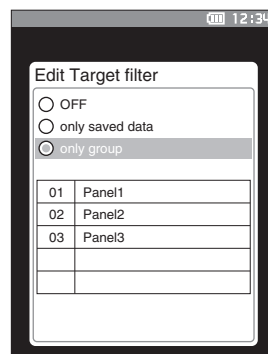 12:34
Edit Target filter
OFF
only saved data
only group
01 Panel1
02 Panel2
03 Panel3